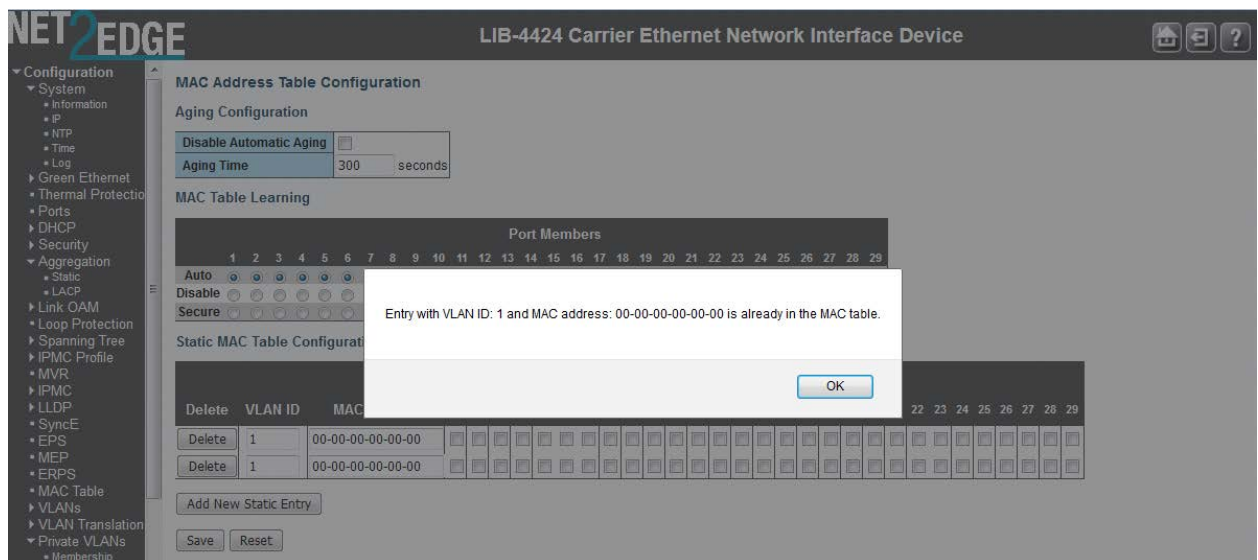 NET2EDGE
LIB-4424 Carrier Ethernet Network Interface Device
?
Configuration
System
Information
IP
NTP
Time
Log
Green Ethernet
Thermal Protectio
Ports
DHCP
Security
Aggregation
Static
LACP
Link OAM
Loop Protection
Spanning Tree
IPMC Profile
MVR
IPMC
LLDP
SyncE
EPS
MEP
ERPS
MAC Table
VLANs
VLAN Translation
Private VLANs
Membership
MAC Address Table Configuration
Aging Configuration
Disable Automatic Aging
Aging Time 300 seconds
MAC Table Learning
Port Members
1 2 3 4 5 6 7 8 9 10 11 12 13 14 15 16 17 18 19 20 21 22 23 24 25 26 27 28 29
Auto
Disable
Secure
Entry with VLAN ID: 1 and MAC address: 00-00-00-00-00-00 is already in the MAC table.
OK
Static MAC Table Configurati
Delete VLAN ID MAC 22 23 24 25 26 27 28 29
Delete 1 00-00-00-00-00-00
Delete 1 00-00-00-00-00-00
Add New Static Entry
Save Reset